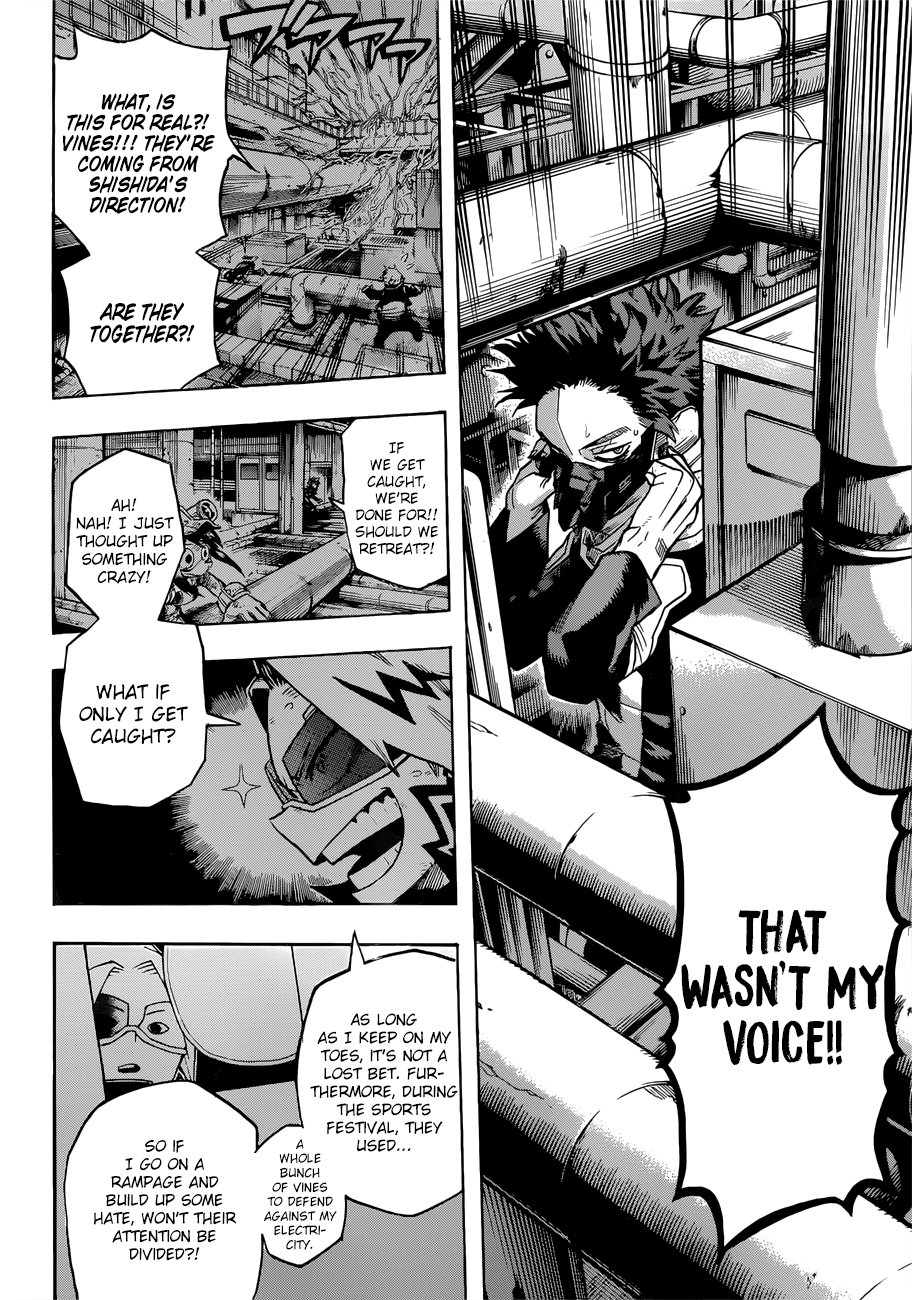 THAT
WASN'T MY
VOICE!!
WHAT, IS
THIS FOR REAL?!
VINES!!! THEY'RE
COMING FROM
SHISHIDA'S
DIRECTION!
ARE THEY
TOGETHER?!
IF
WE GET
CAUGHT,
WE'RE
DONE FOR!!
SHOULD WE
RETREAT?!
AH!
NAH! I JUST
THOUGHT UP
SOMETHING
CRAZY!
WHAT IF
ONLY I GET
CAUGHT?
AS LONG
AS I KEEP ON MY
TOES, IT'S NOT A
LOST BET. FUR-
THERMORE, DURING
THE SPORTS
FESTIVAL, THEY
USED...
A
WHOLE
BUNCH
OF VINES
TO DEFEND
AGAINST MY
ELECTRI-
CITY.
SO IF
I GO ON A
RAMPAGE AND
BUILD UP SOME
HATE, WON'T THEIR
ATTENTION BE
DIVIDED?!